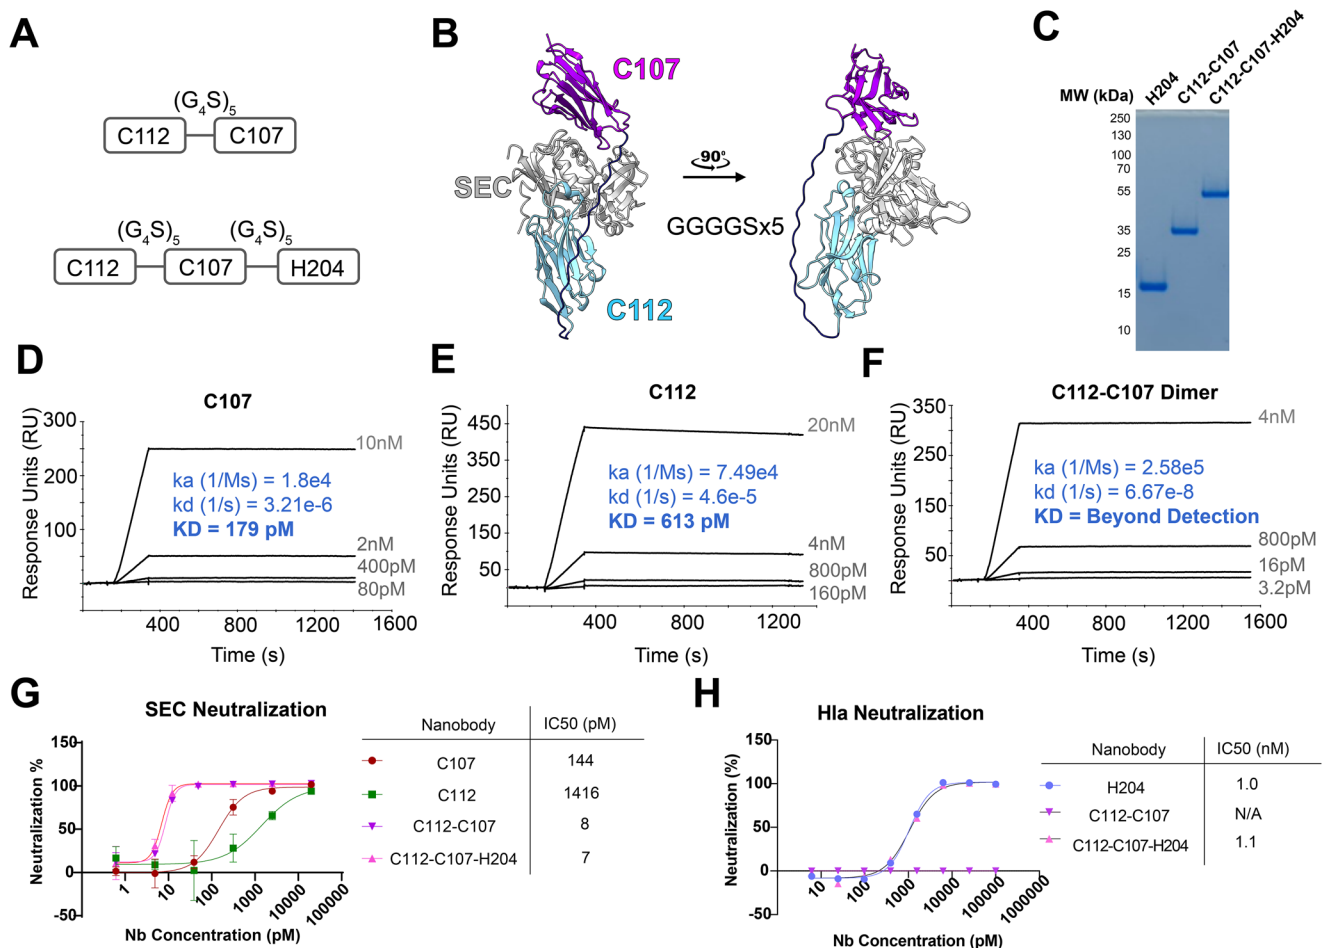 A
(G4S)5
C112
C107
(G4S)5
(G4S)5
C112
C107
H204
B
C107
SEC
C112
90°
GGGGSx5
C
H204
C112-C107
C112-C107-H204
MW (kDa)
250
130
100
70
55
35
25
15
10
D
C107
Response Units (RU)
300
200
100
10nM
ka (1/Ms) = 1.8e4
kd (1/s) = 3.21e-6
KD = 179 pM
2nM
400pM
80pM
400
800
1200
1600
Time (s)
E
C112
Response Units (RU)
450
350
250
150
50
20nM
ka (1/Ms) = 7.49e4
kd (1/s) = 4.6e-5
KD = 613 pM
4nM
800pM
160pM
400
800
1200
Time (s)
F
C112-C107 Dimer
Response Units (RU)
350
250
150
50
4nM
ka (1/Ms) = 2.58e5
kd (1/s) = 6.67e-8
KD = Beyond Detection
800pM
16pM
3.2pM
400
800
1200
1600
Time (s)
G
SEC Neutralization
Neutralization %
150
100
50
0
-50
1
10
100
1000
10000
100000
Nb Concentration (pM)
Nanobody IC50 (pM)
C107 144
C112 1416
C112-C107 8
C112-C107-H204 7
H
Hla Neutralization
Neutralization (%)
150
100
50
0
-50
10
100
1000
10000
100000
1000000
Nb Concentration (pM)
Nanobody IC50 (nM)
H204 1.0
C112-C107 N/A
C112-C107-H204 1.1